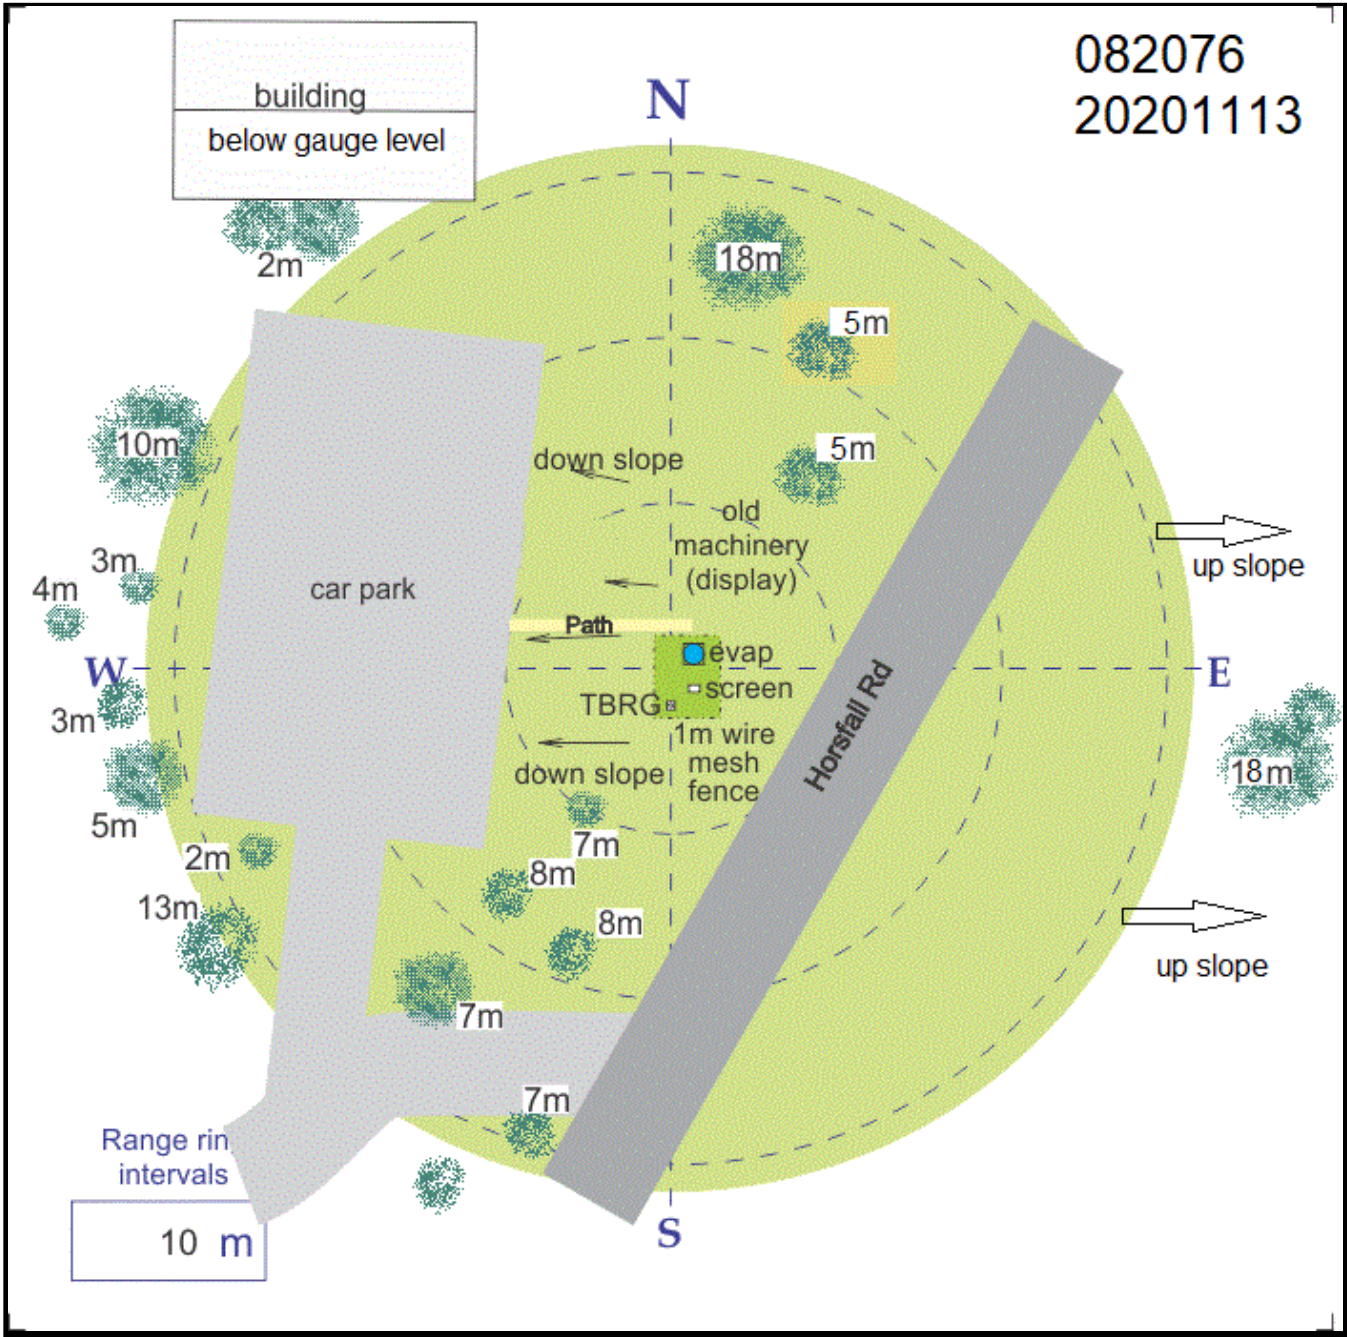 082076
20201113
building
below gauge level
N
2m
18m
5m
10m
5m
down slope
old
machinery
(display)
up slope
3m
4m
car park
Path
W
evap
E
screen
TBRG
3m
Horsfall Rd
1m wire
mesh
fence
down slope
18m
5m
7m
2m
8m
13m
8m
up slope
7m
7m
Range rin
intervals
10 m
S